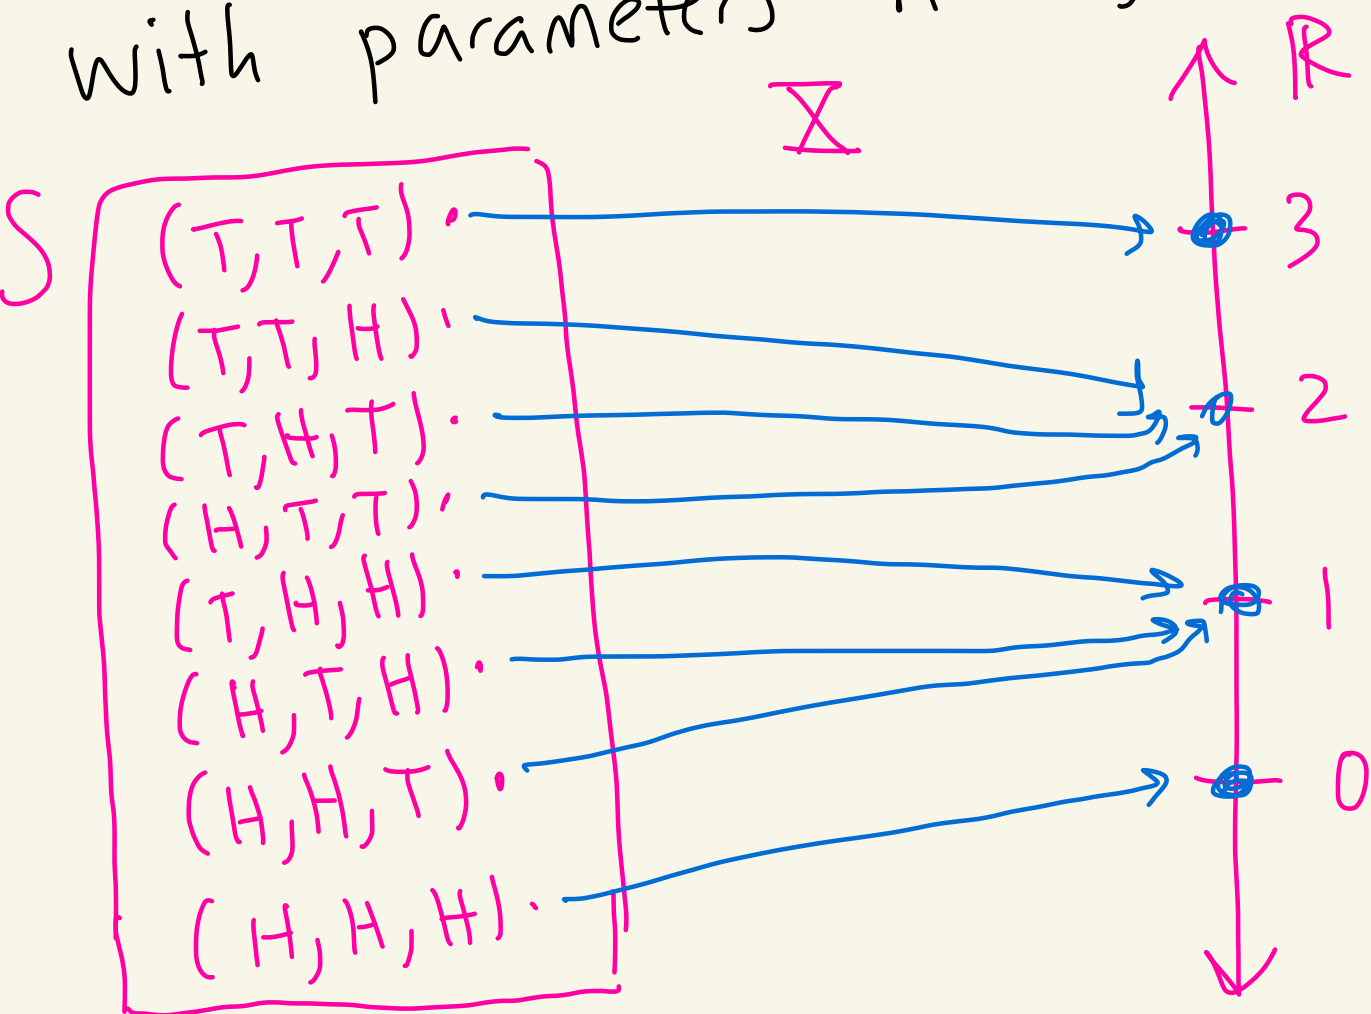 with parameters
X
ℝ
S
(T,T,T)
3
(T,T,H)
2
(T,H,T)
(H,T,T)
(T,H,H)
1
(H,T,H)
(H,H,T)
0
(H,H,H)